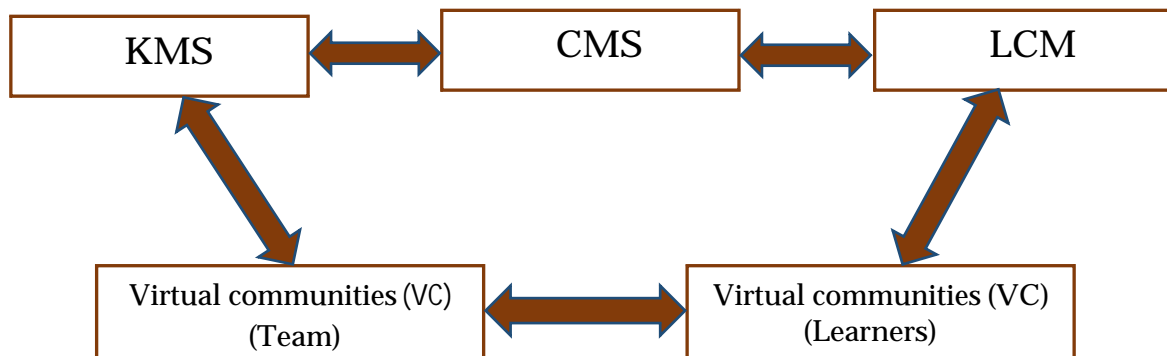 KMS
CMS
LCM
Virtual communities (VC)
(Team)
Virtual communities (VC)
(Learners)